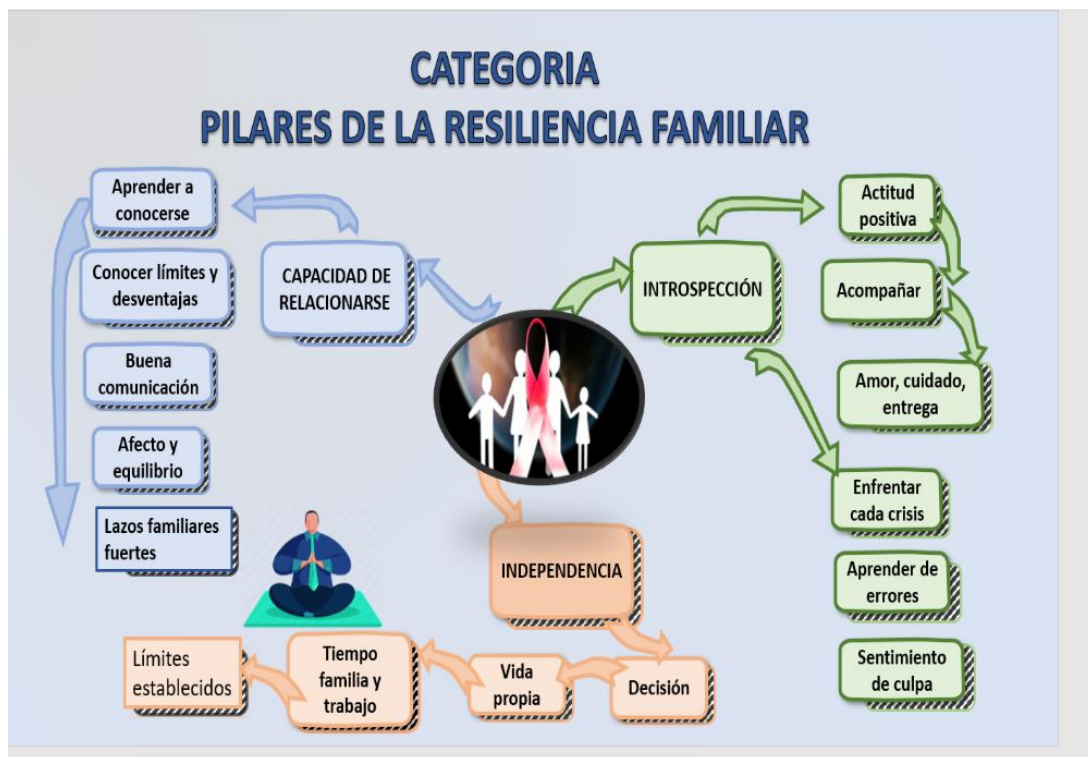 CATEGORIA
PILARES DE LA RESILIENCIA FAMILIAR
Aprender a
conocerse
Conocer límites y
desventajas
Buena
comunicación
Afecto y
equilibrio
Lazos familiares
fuertes
CAPACIDAD DE
RELACIONARSE
INTROSPECCIÓN
Actitud
positiva
Acompañar
Amor, cuidado,
entrega
Enfrentar
cada crisis
Aprender de
errores
Sentimiento
de culpa
INDEPENDENCIA
Decisión
Vida
propia
Tiempo
familia y
trabajo
Límites
establecidos